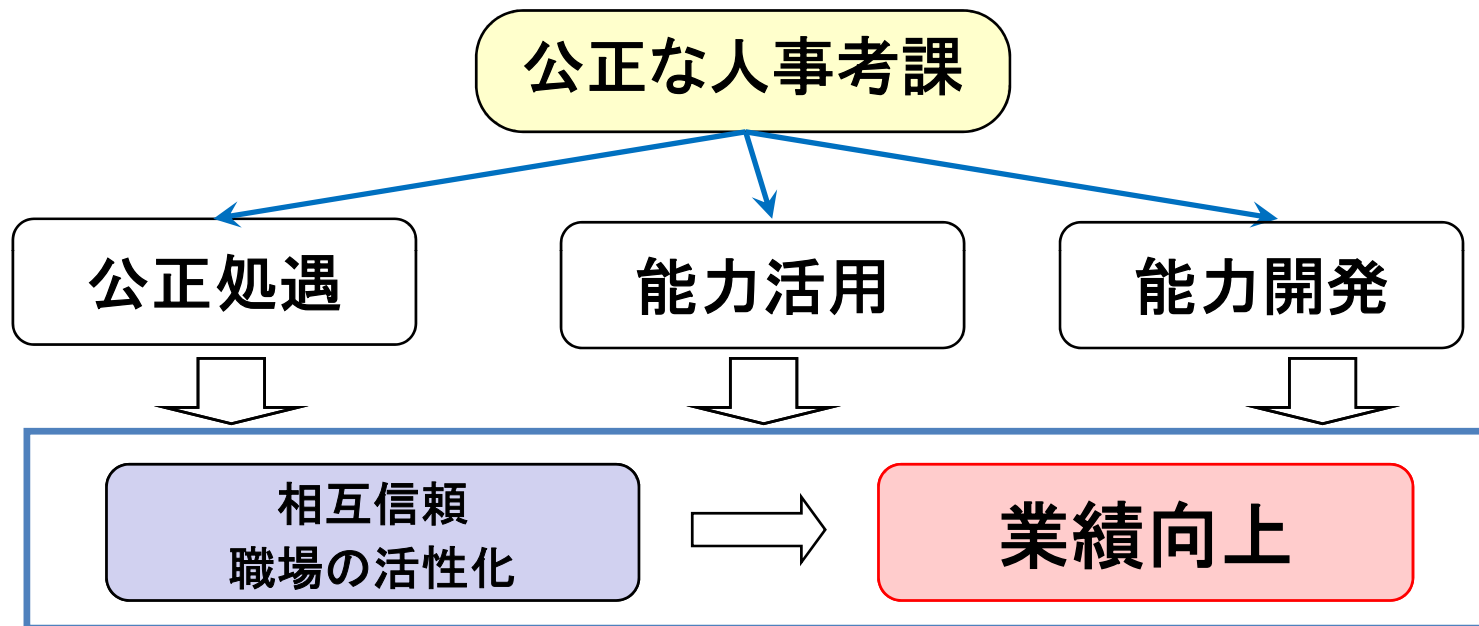 公正な人事考課
公正処遇
能力活用
能力開発
相互信頼
職場の活性化
業績向上